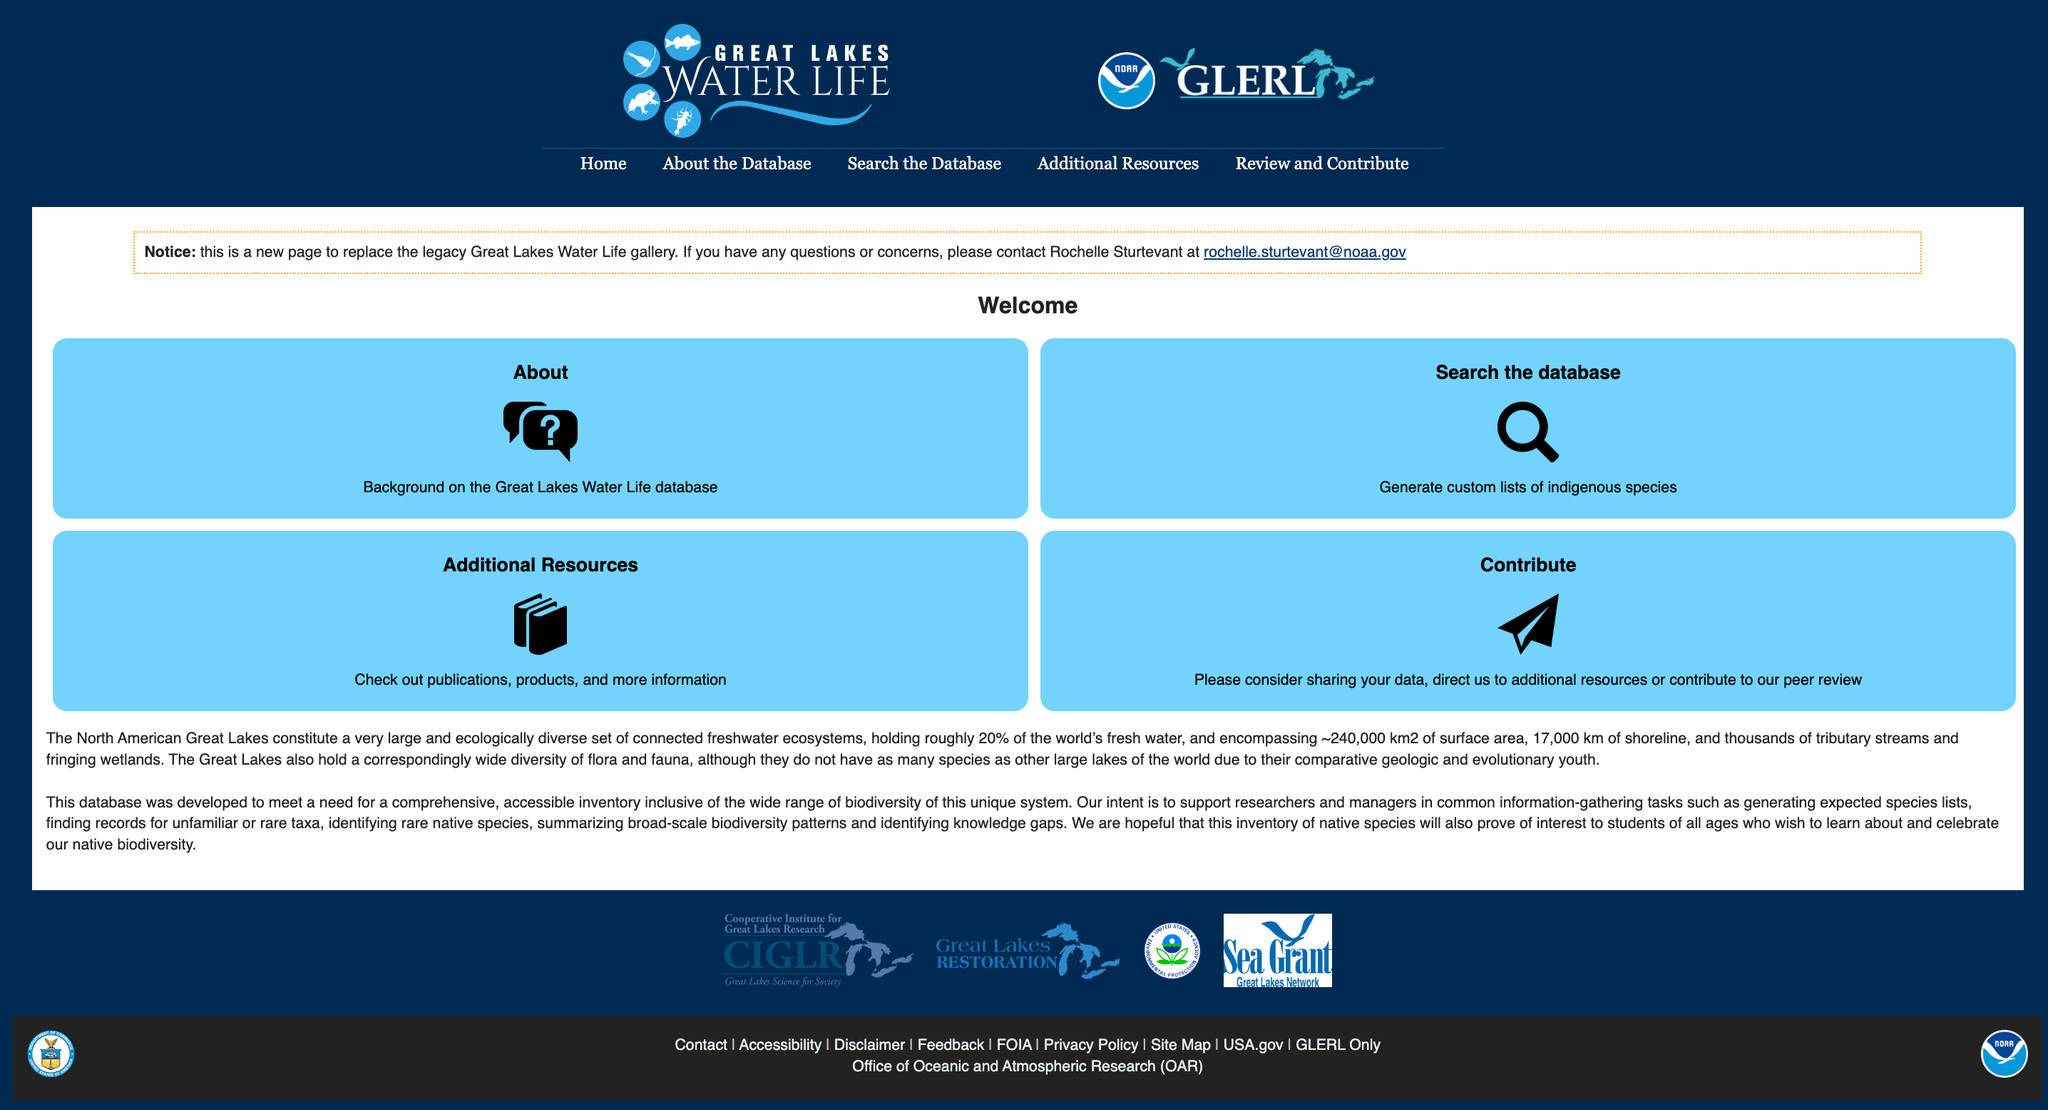 GREAT LAKES
WATER LIFE
NOAA
GLERL
Home
About the Database
Search the Database
Additional Resources
Review and Contribute
Notice: this is a new page to replace the legacy Great Lakes Water Life gallery. If you have any questions or concerns, please contact Rochelle Sturtevant at rochelle.sturtevant@noaa.gov
Welcome
About
Background on the Great Lakes Water Life database
Search the database
Generate custom lists of indigenous species
Additional Resources
Check out publications, products, and more information
Contribute
Please consider sharing your data, direct us to additional resources or contribute to our peer review
The North American Great Lakes constitute a very large and ecologically diverse set of connected freshwater ecosystems, holding roughly 20% of the world’s fresh water, and encompassing ~240,000 km2 of surface area, 17,000 km of shoreline, and thousands of tributary streams and
fringing wetlands. The Great Lakes also hold a correspondingly wide diversity of flora and fauna, although they do not have as many species as other large lakes of the world due to their comparative geologic and evolutionary youth.
This database was developed to meet a need for a comprehensive, accessible inventory inclusive of the wide range of biodiversity of this unique system. Our intent is to support researchers and managers in common information-gathering tasks such as generating expected species lists,
finding records for unfamiliar or rare taxa, identifying rare native species, summarizing broad-scale biodiversity patterns and identifying knowledge gaps. We are hopeful that this inventory of native species will also prove of interest to students of all ages who wish to learn about and celebrate
our native biodiversity.
Cooperative Institute for
Great Lakes Research
CIGLR
Great Lakes Science for Society
Great Lakes
RESTORATION
UNITED STATES
ENVIRONMENTAL PROTECTION AGENCY
Sea Grant
Great Lakes Network
Contact | Accessibility | Disclaimer | Feedback | FOIA | Privacy Policy | Site Map | USA.gov | GLERL Only
Office of Oceanic and Atmospheric Research (OAR)
NOAA